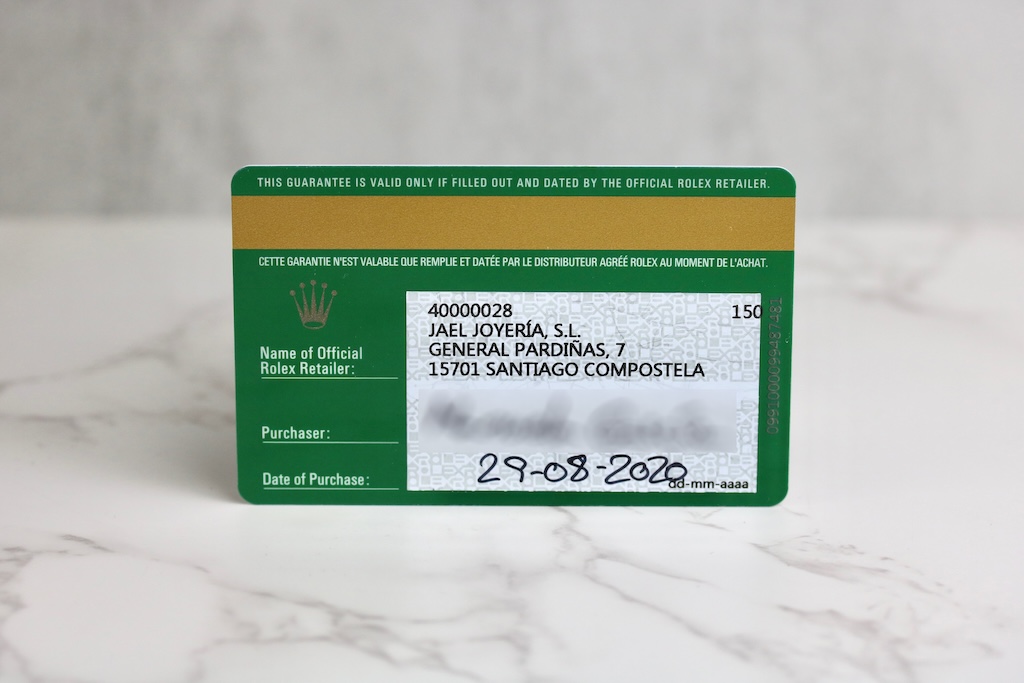 THIS GUARANTEE IS VALID ONLY IF FILLED OUT AND DATED BY THE OFFICIAL ROLEX RETAILER.
CETTE GARANTIE N'EST VALABLE QUE REMPLIE ET DATÉE PAR LE DISTRIBUTEUR AGRÉÉ ROLEX AU MOMENT DE L'ACHAT.
40000028 150
JAEL JOYERÍA, S.L.
GENERAL PARDIÑAS, 7
15701 SANTIAGO COMPOSTELA
Name of Official
Rolex Retailer:
Purchaser:
Date of Purchase:
29-08-2020
dd-mm-aaaa